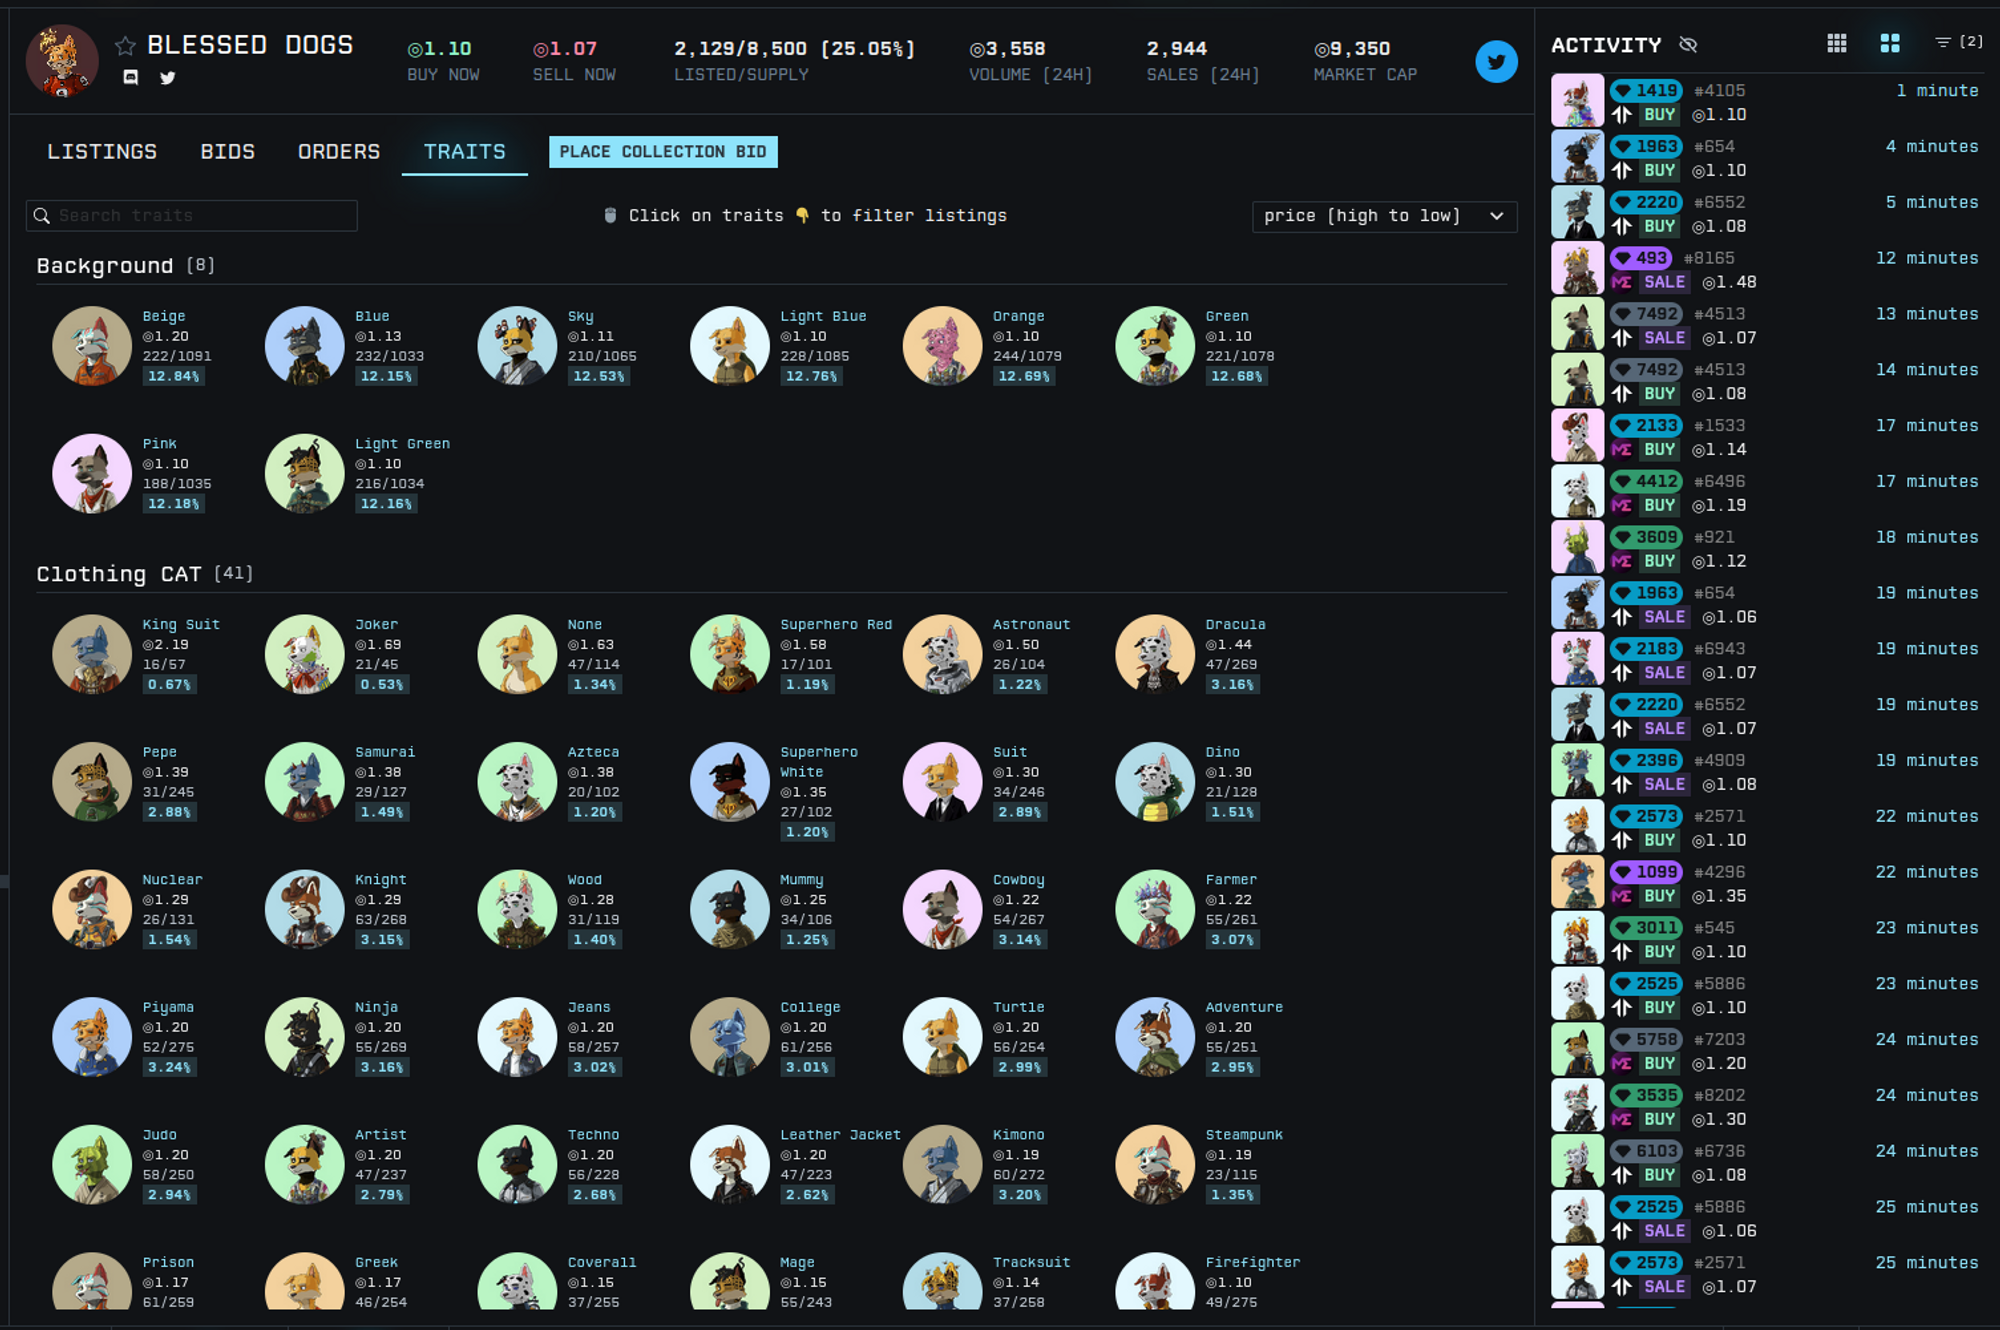 BLESSED DOGS
◎1.10
BUY NOW
◎1.07
SELL NOW
2,129/8,500 [25.05%]
LISTED/SUPPLY
◎3,558
VOLUME [24H]
2,944
SALES [24H]
◎9,350
MARKET CAP
LISTINGS BIDS ORDERS TRAITS PLACE COLLECTION BID
Search traits
Click on traits 👇 to filter listings
price [high to low]
Background [8]
Beige
◎1.20
222/1091
12.84%
Blue
◎1.13
232/1033
12.15%
Sky
◎1.11
210/1065
12.53%
Light Blue
◎1.10
228/1085
12.76%
Orange
◎1.10
244/1079
12.69%
Green
◎1.10
221/1078
12.68%
Pink
◎1.10
188/1035
12.18%
Light Green
◎1.10
216/1034
12.16%
Clothing CAT [41]
King Suit
◎2.19
16/57
0.67%
Joker
◎1.69
21/45
0.53%
None
◎1.63
47/114
1.34%
Superhero Red
◎1.58
17/101
1.19%
Astronaut
◎1.50
26/104
1.22%
Dracula
◎1.44
47/269
3.16%
Pepe
◎1.39
31/245
2.88%
Samurai
◎1.38
29/127
1.49%
Azteca
◎1.38
20/102
1.20%
Superhero
White
◎1.35
27/102
1.20%
Suit
◎1.30
34/246
2.89%
Dino
◎1.30
21/128
1.51%
Nuclear
◎1.29
26/131
1.54%
Knight
◎1.29
63/268
3.15%
Wood
◎1.28
31/119
1.40%
Mummy
◎1.25
34/106
1.25%
Cowboy
◎1.22
54/267
3.14%
Farmer
◎1.22
55/261
3.07%
Piyama
◎1.20
52/275
3.24%
Ninja
◎1.20
55/269
3.16%
Jeans
◎1.20
58/257
3.02%
College
◎1.20
61/256
3.01%
Turtle
◎1.20
56/254
2.99%
Adventure
◎1.20
55/251
2.95%
Judo
◎1.20
58/250
2.94%
Artist
◎1.20
47/237
2.79%
Techno
◎1.20
56/228
2.68%
Leather Jacket
◎1.20
47/223
2.62%
Kimono
◎1.19
60/272
3.20%
Steampunk
◎1.19
23/115
1.35%
Prison
◎1.17
61/259
Greek
◎1.17
46/254
Coverall
◎1.15
37/255
Mage
◎1.15
55/243
Tracksuit
◎1.14
37/258
Firefighter
◎1.10
49/275
ACTIVITY [2]
1419 #4105 1 minute
BUY ◎1.10
1963 #654 4 minutes
BUY ◎1.10
2220 #6552 5 minutes
BUY ◎1.08
493 #8165 12 minutes
ME SALE ◎1.48
7492 #4513 13 minutes
SALE ◎1.07
7492 #4513 14 minutes
BUY ◎1.08
2133 #1533 17 minutes
ME BUY ◎1.14
4412 #6496 17 minutes
ME BUY ◎1.19
3609 #921 18 minutes
ME BUY ◎1.12
1963 #654 19 minutes
SALE ◎1.06
2183 #6943 19 minutes
SALE ◎1.07
2220 #6552 19 minutes
SALE ◎1.07
2396 #4909 19 minutes
SALE ◎1.08
2573 #2571 22 minutes
BUY ◎1.10
1099 #4296 22 minutes
ME BUY ◎1.35
3011 #545 23 minutes
BUY ◎1.10
2525 #5886 23 minutes
BUY ◎1.10
5758 #7203 24 minutes
ME BUY ◎1.20
3535 #8202 24 minutes
ME BUY ◎1.30
6103 #6736 24 minutes
BUY ◎1.08
2525 #5886 25 minutes
SALE ◎1.06
2573 #2571 25 minutes
SALE ◎1.07